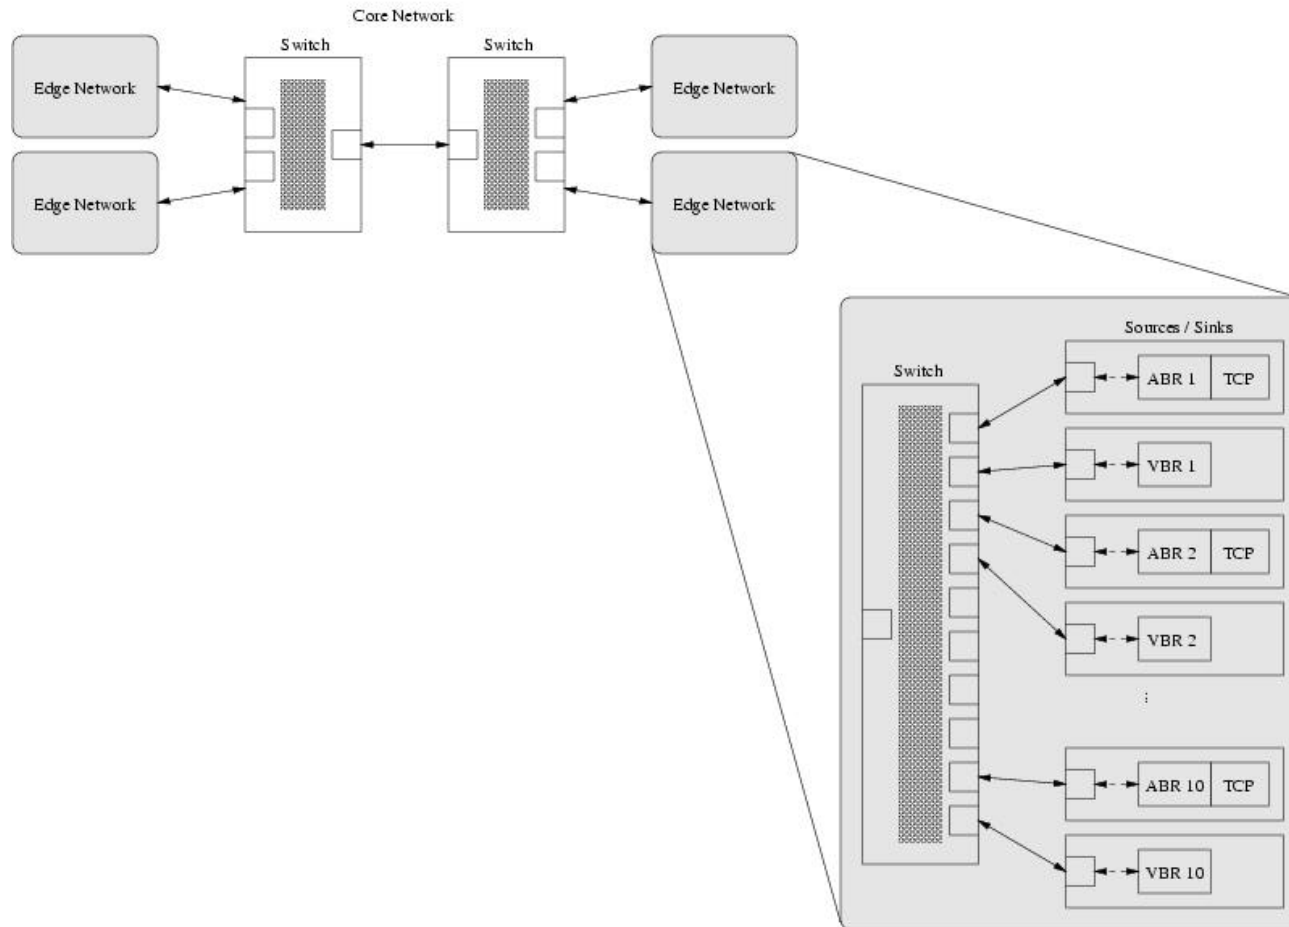 Core Network
Switch
Switch
Edge Network
Edge Network
Edge Network
Edge Network
Sources / Sinks
Switch
ABR 1 TCP
VBR 1
ABR 2 TCP
VBR 2
⋮
ABR 10 TCP
VBR 10